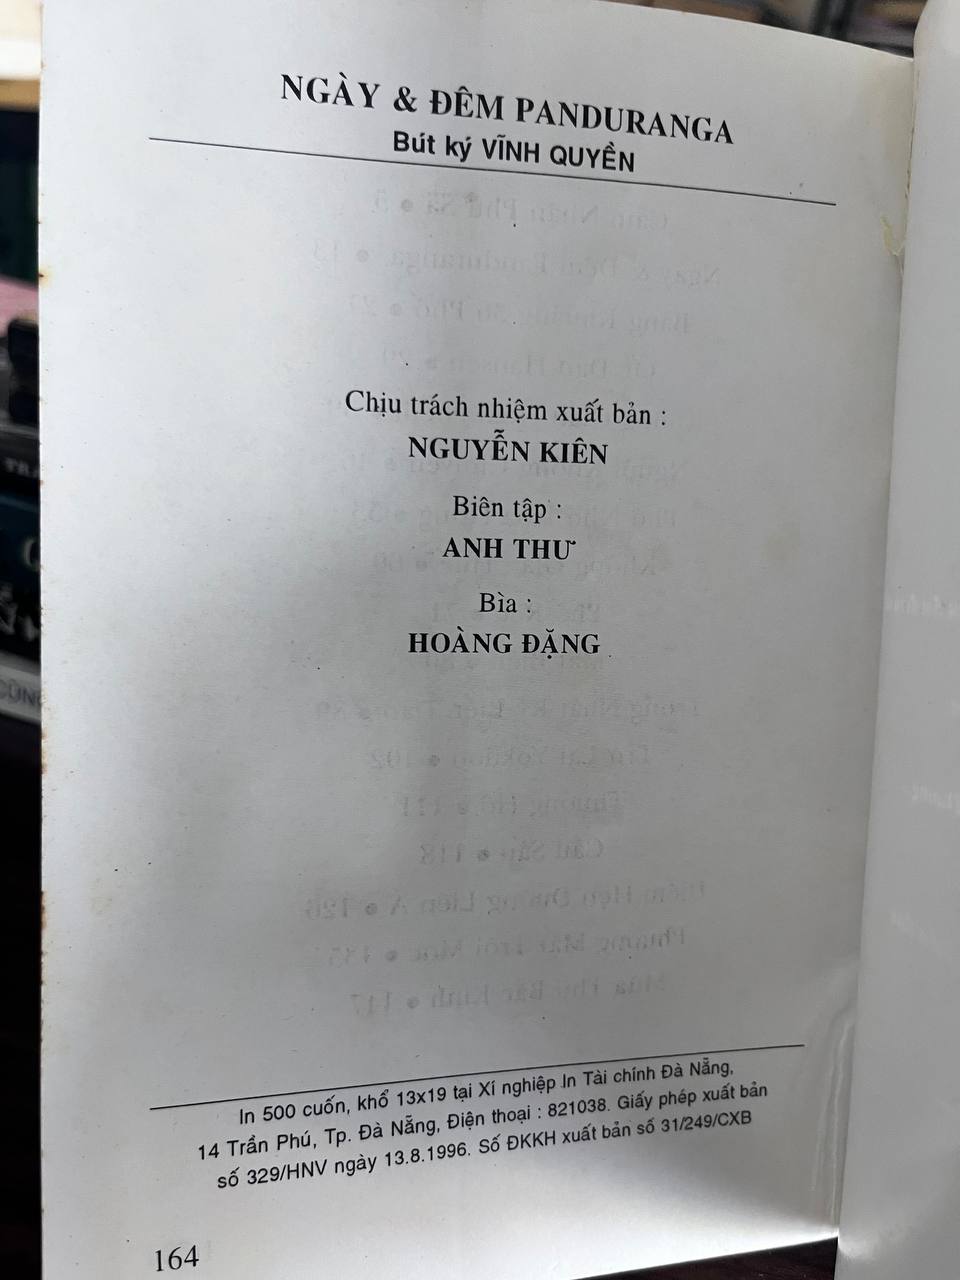 NGÀY & ĐÊM PANDURANGA
Bút ký VĨNH QUYỀN
Chịu trách nhiệm xuất bản :
NGUYỄN KIÊN
Biên tập :
ANH THƯ
Bìa :
HOÀNG ĐẶNG
In 500 cuốn, khổ 13x19 tại Xí nghiệp In Tài chính Đà Nẵng,
14 Trần Phú, Tp. Đà Nẵng, Điện thoại : 821038. Giấy phép xuất bản
số 329/HNV ngày 13.8.1996. Số ĐKKH xuất bản số 31/249/CXB
164